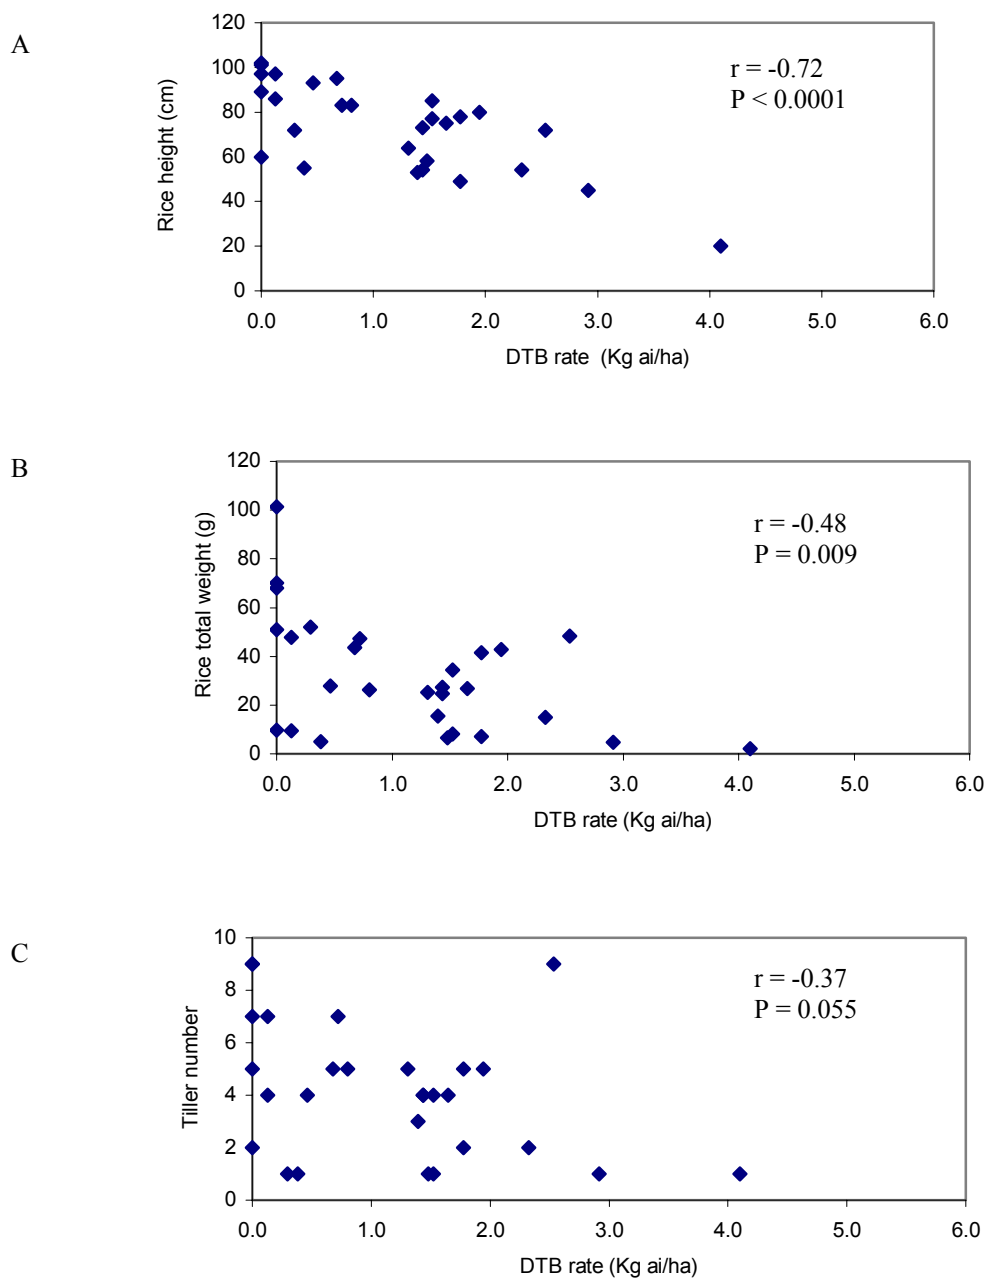 A
120
100
80
60
40
20
0
Rice height (cm)
r = -0.72
P < 0.0001
0.0 1.0 2.0 3.0 4.0 5.0 6.0
DTB rate (Kg ai/ha)
B
120
100
80
60
40
20
0
Rice total weight (g)
r = -0.48
P = 0.009
0.0 1.0 2.0 3.0 4.0 5.0 6.0
DTB rate (Kg ai/ha)
C
10
8
6
4
2
0
Tiller number
r = -0.37
P = 0.055
0.0 1.0 2.0 3.0 4.0 5.0 6.0
DTB rate (Kg ai/ha)